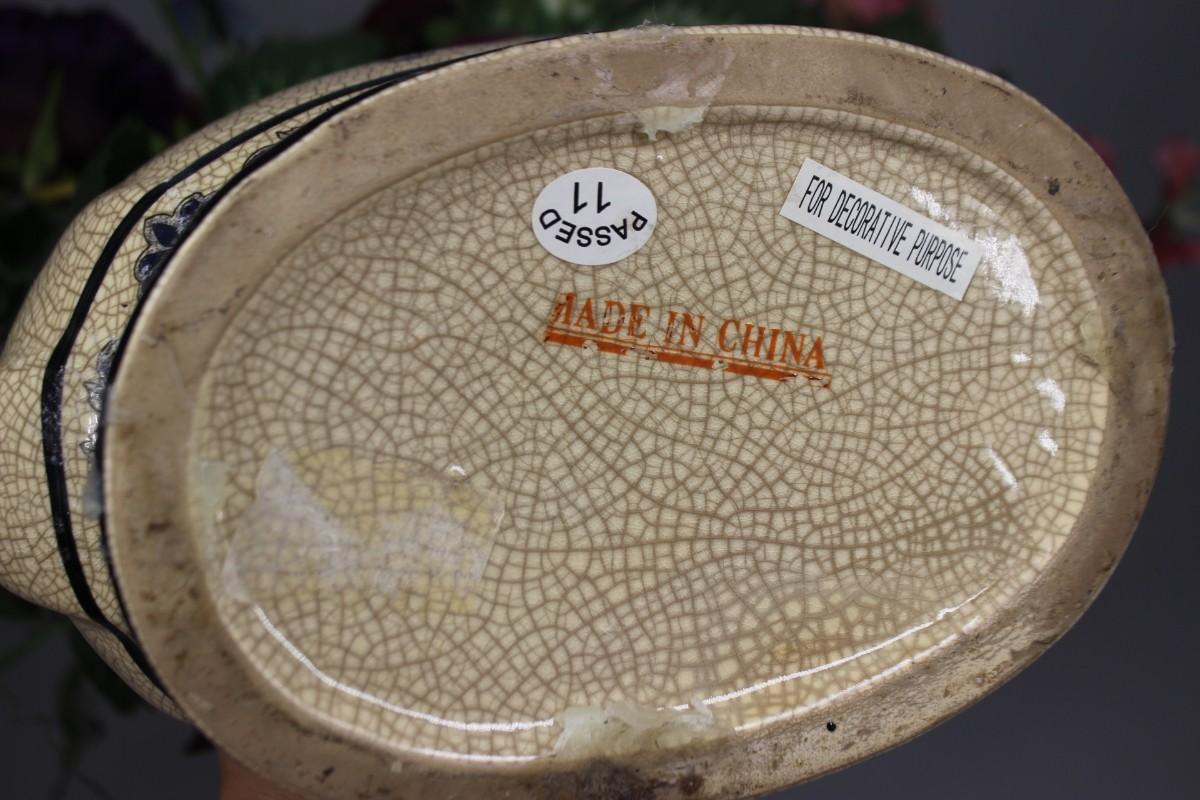 PASSED
11
FOR DECORATIVE PURPOSE
MADE IN CHINA